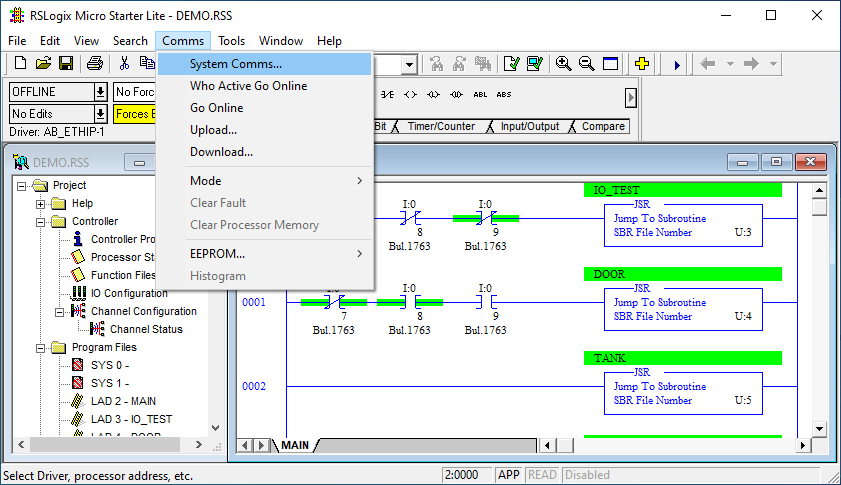 RSLogix Micro Starter Lite - DEMO.RSS
File Edit View Search Comms Tools Window Help
System Comms...
Who Active Go Online
Go Online
Upload...
Download...
Mode
Clear Fault
Clear Processor Memory
EEPROM...
Histogram
OFFLINE
No Forc
No Edits
Forces E
Driver: AB_ETHIP-1
ABL ABS
Bit Timer/Counter Input/Output Compare
DEMO.RSS
Project
Help
Controller
Controller Pro
Processor Sta
Function Files
IO Configuration
Channel Configuration
Channel Status
Program Files
SYS 0 -
SYS 1 -
LAD 2 - MAIN
LAD 3 - IO_TEST
LAD 4 - DOOR
IO_TEST
I:0 I:0
JSR
Jump To Subroutine
SBR File Number U:3
8 9
Bul.1763 Bul.1763
DOOR
I:0 I:0 I:0
JSR
0001
Jump To Subroutine
SBR File Number U:4
7 8 9
Bul.1763 Bul.1763 Bul.1763
TANK
JSR
0002
Jump To Subroutine
SBR File Number U:5
MAIN
Select Driver, processor address, etc.
2:0000 APP READ Disabled